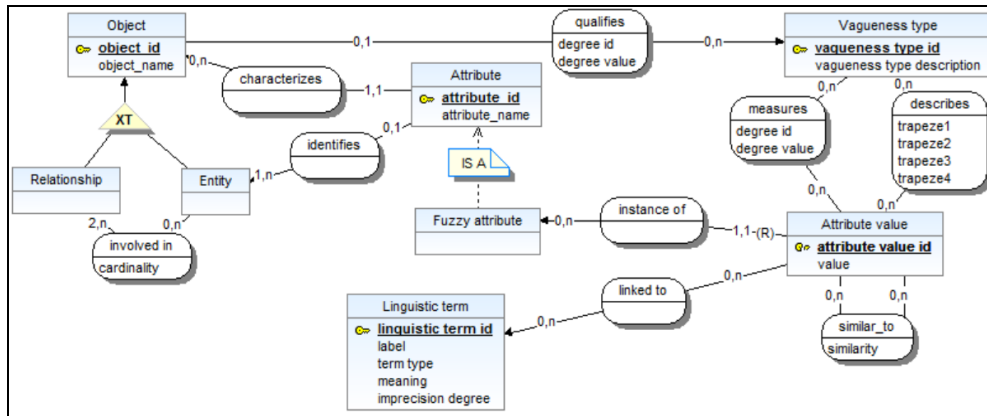 Object
object_id
object_name
0,1
qualifies
degree id
degree value
0,n
Vagueness type
vagueness type id
vagueness type description
0,n
characterizes
1,1
Attribute
attribute_id
attribute_name
0,1
identifies
1,n
XT
Relationship
Entity
2,n
0,n
involved in
cardinality
IS A
Fuzzy attribute
0,n
instance of
1,1-(R)
0,n
measures
degree id
degree value
0,n
0,n
describes
trapeze1
trapeze2
trapeze3
trapeze4
0,n
Attribute value
attribute value id
value
0,n
linked to
0,n
Linguistic term
linguistic term id
label
term type
meaning
imprecision degree
0,n
0,n
similar_to
similarity